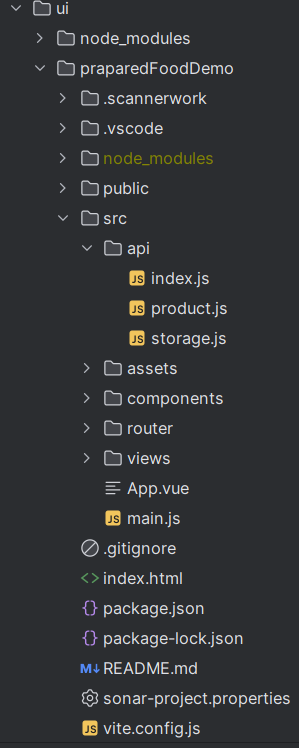 ui
node_modules
praparedFoodDemo
.scannerwork
.vscode
node_modules
public
src
api
JS index.js
JS product.js
JS storage.js
assets
components
router
views
App.vue
JS main.js
.gitignore
<> index.html
{} package.json
{} package-lock.json
M↓ README.md
sonar-project.properties
JS vite.config.js